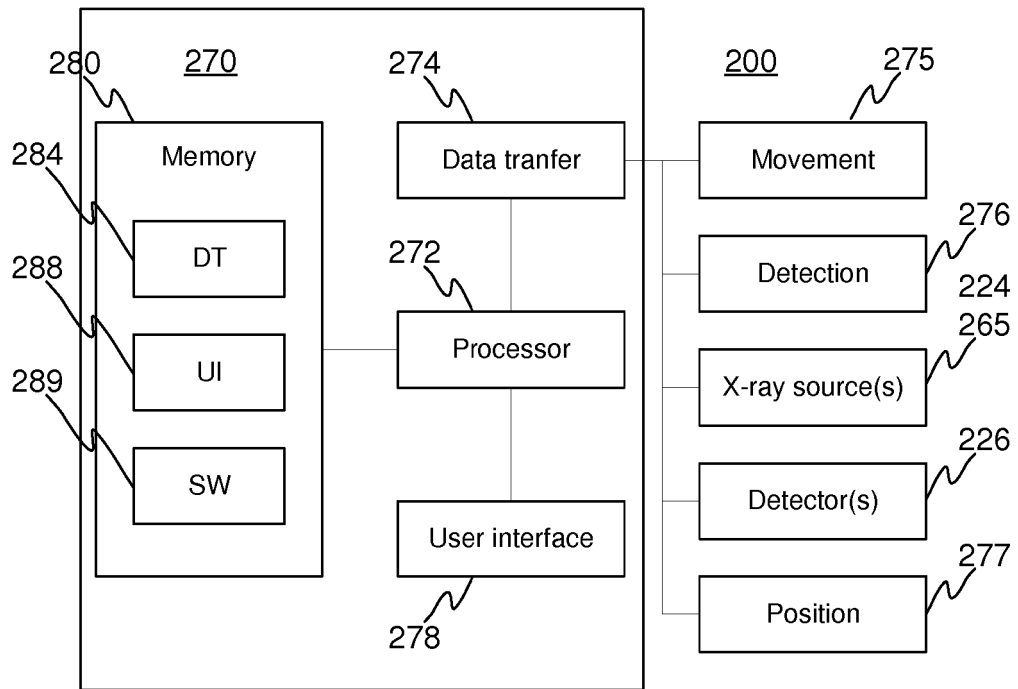 280
270
274
200
275
Memory
Data tranfer
Movement
284
DT
276
Detection
272
288
224
265
Processor
UI
X-ray source(s)
289
226
SW
Detector(s)
User interface
277
Position
278